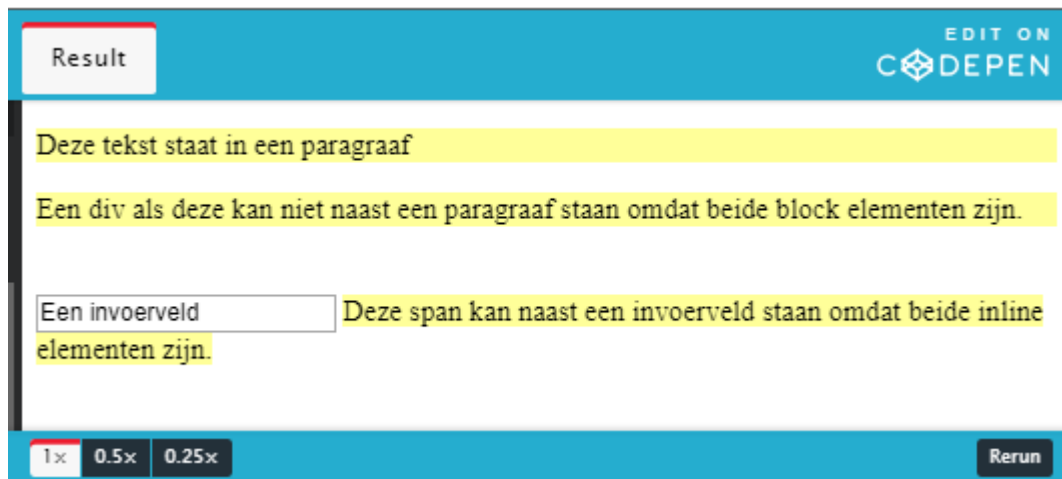 Result
EDIT ON
CODEPEN
Deze tekst staat in een paragraaf
Een div als deze kan niet naast een paragraaf staan omdat beide block elementen zijn.
Een invoerveld Deze span kan naast een invoerveld staan omdat beide inline
elementen zijn.
1× 0.5× 0.25× Rerun